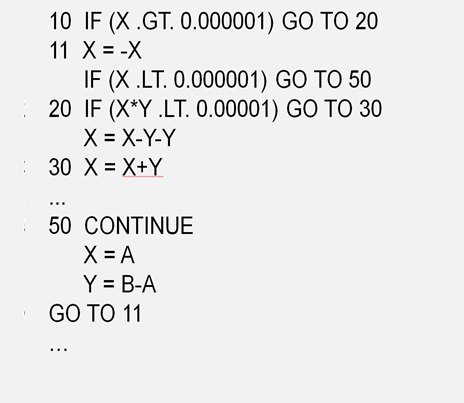 10 IF (X .GT. 0.000001) GO TO 20
11 X = -X
IF (X .LT. 0.000001) GO TO 50
20 IF (X*Y .LT. 0.00001) GO TO 30
X = X-Y-Y
30 X = X+Y
...
50 CONTINUE
X = A
Y = B-A
GO TO 11
...